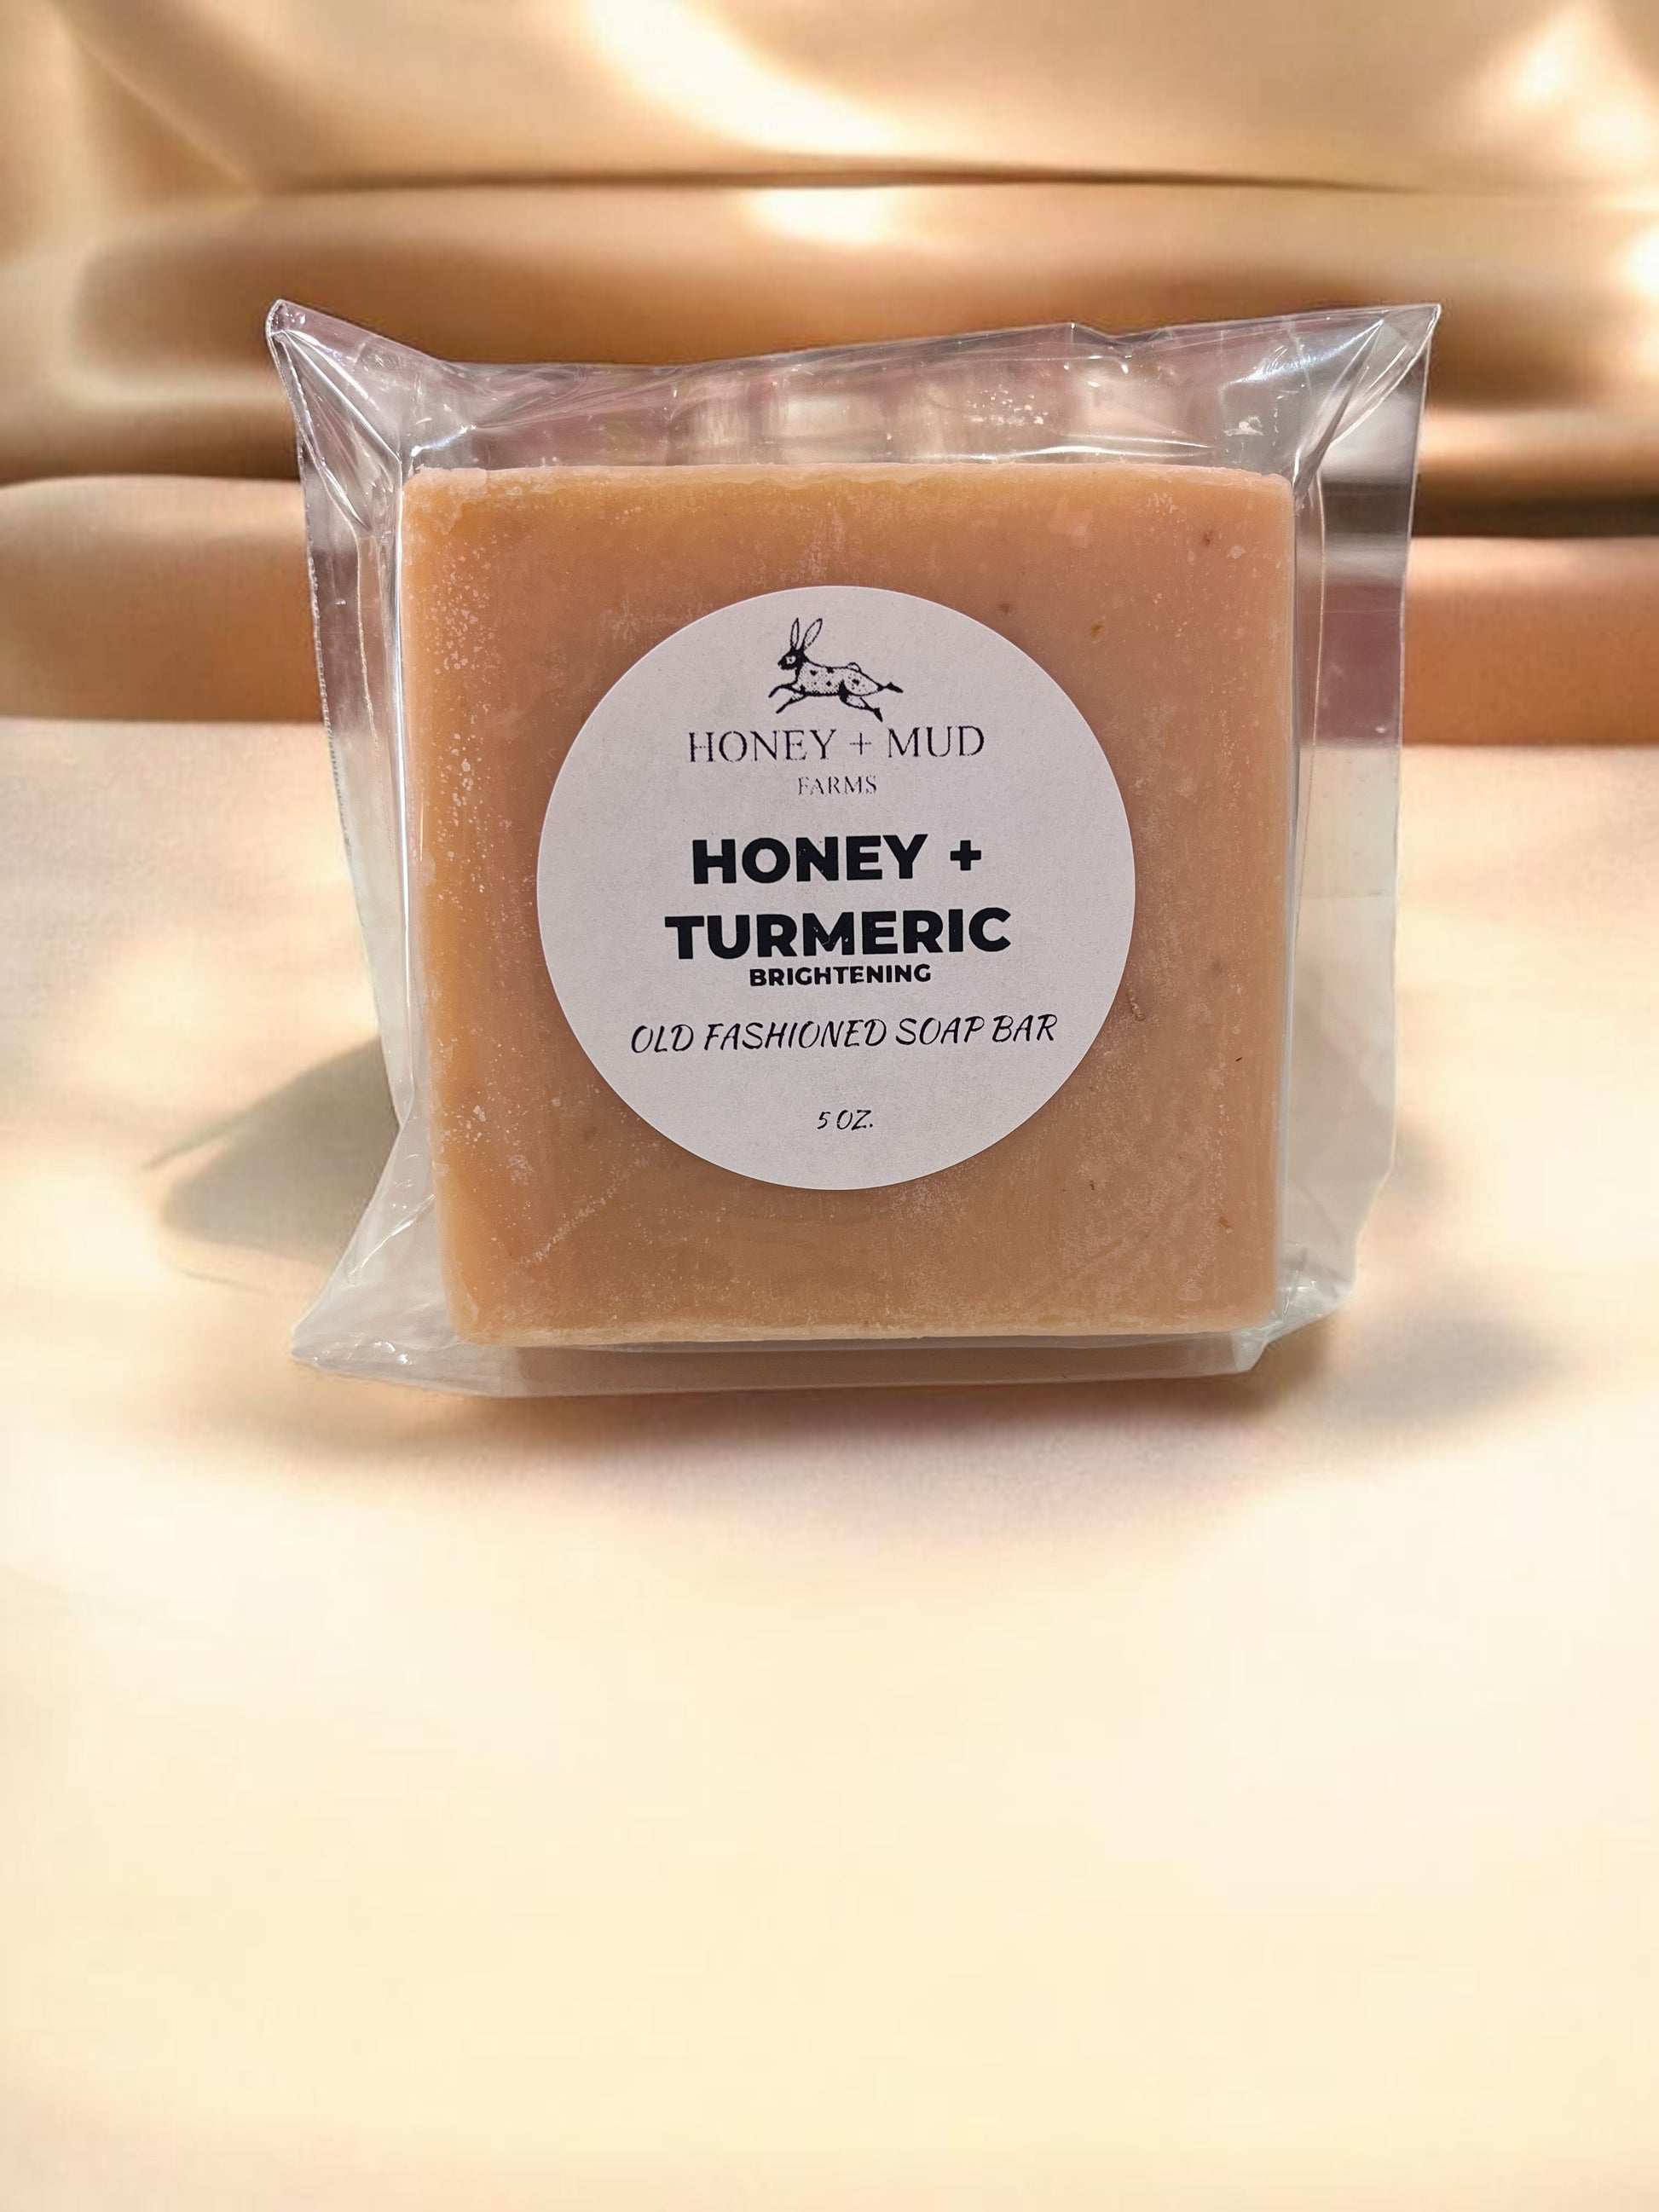 HONEY + MUD
FARMS
HONEY +
TURMERIC
BRIGHTENING
OLD FASHIONED SOAP BAR
5 OZ.